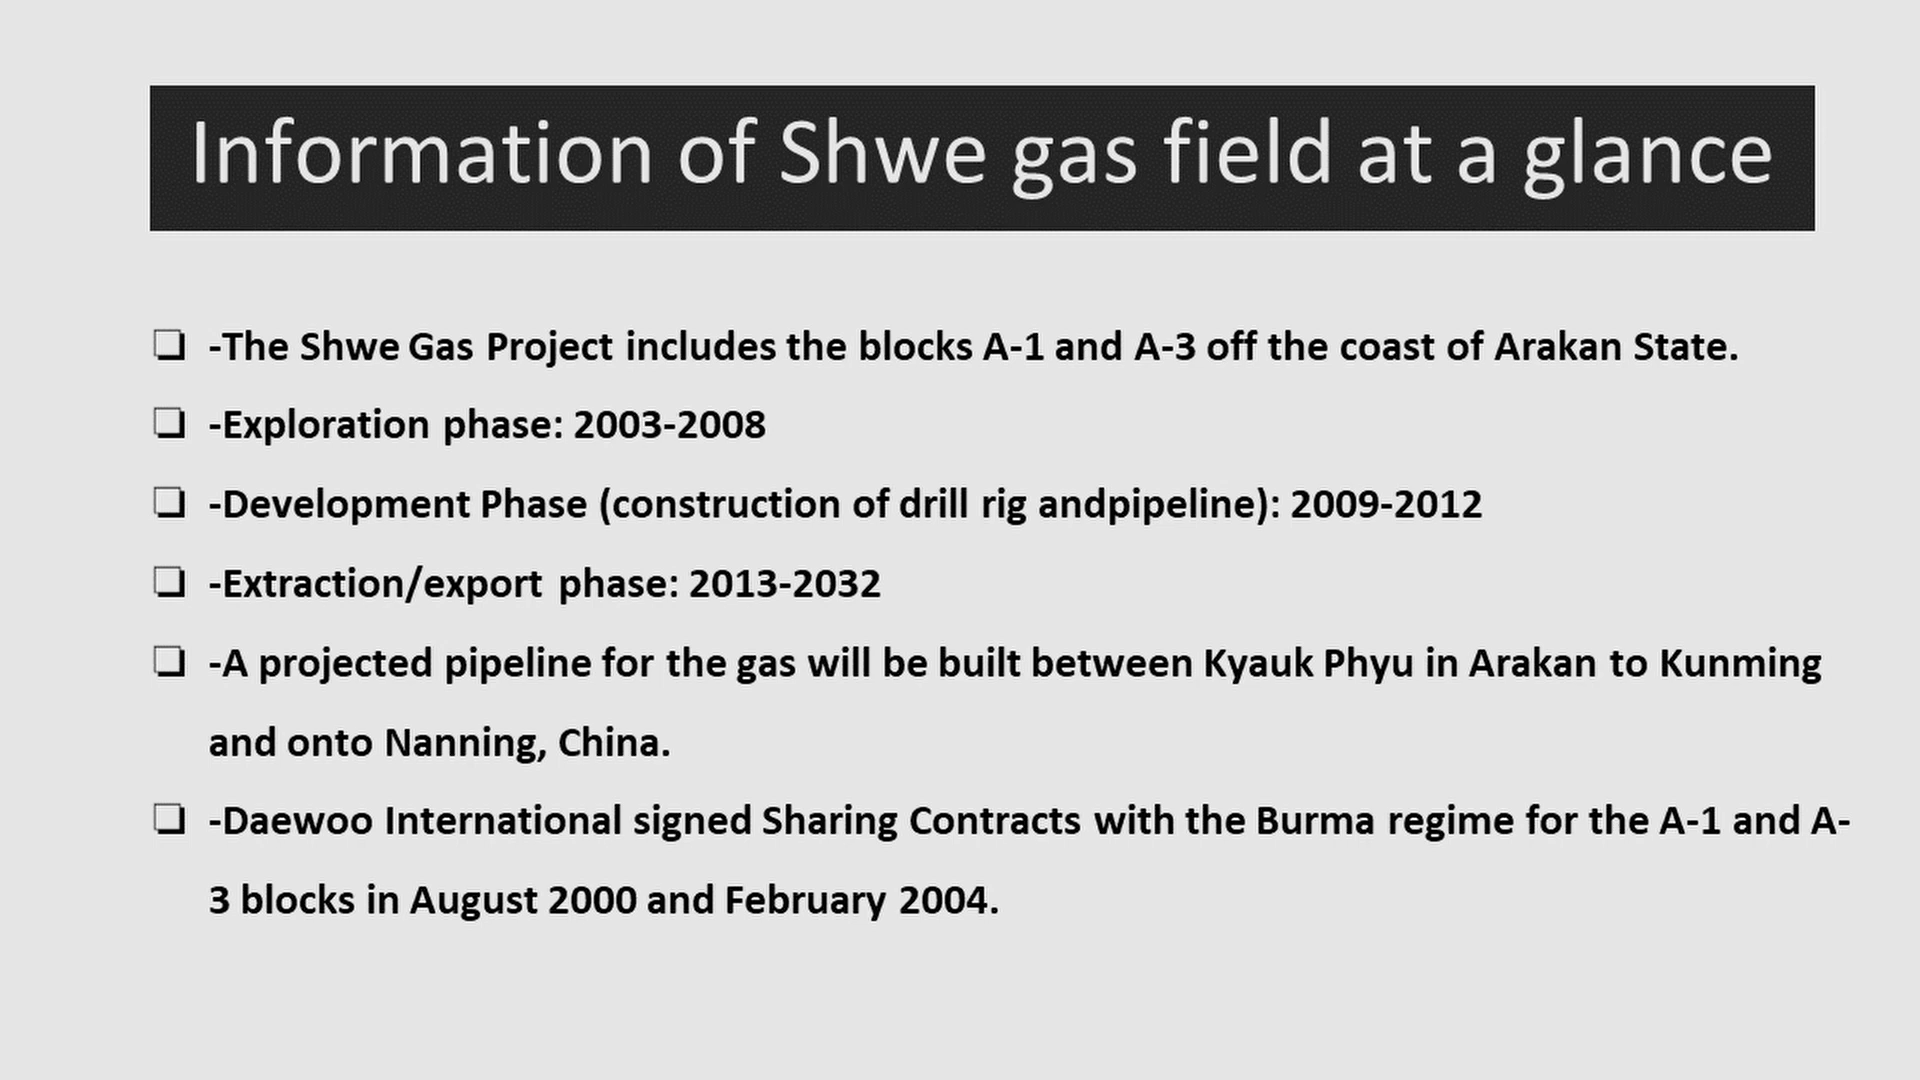 Information of Shwe gas field at a glance
❏ -The Shwe Gas Project includes the blocks A-1 and A-3 off the coast of Arakan State.
❏ -Exploration phase: 2003-2008
❏ -Development Phase (construction of drill rig andpipeline): 2009-2012
❏ -Extraction/export phase: 2013-2032
❏ -A projected pipeline for the gas will be built between Kyauk Phyu in Arakan to Kunming
and onto Nanning, China.
❏ -Daewoo International signed Sharing Contracts with the Burma regime for the A-1 and A-
3 blocks in August 2000 and February 2004.